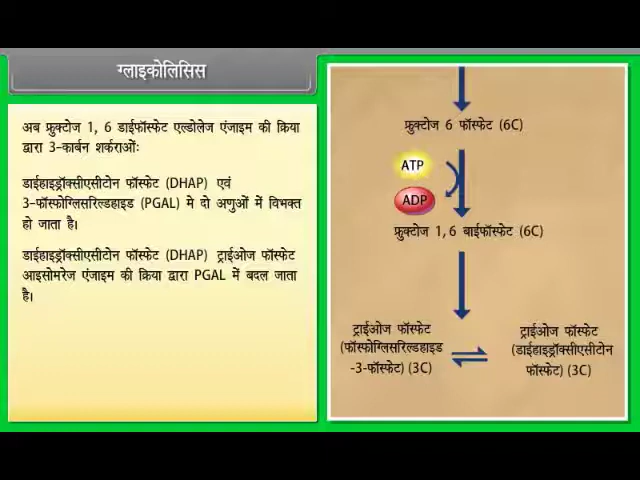 ग्लाइकोलिसिस
अब फ्रुक्टोज 1, 6 डाईफॉस्फेट एल्डोलेज एंजाइम की क्रिया
द्वारा 3-कार्बन शर्कराओं:
डाईहाइड्रॉक्सीएसीटोन फॉस्फेट (DHAP) एवं
3-फॉस्फोग्लिसरिल्डहाइड (PGAL) मे दो अणुओं में विभक्त
हो जाता है।
डाईहाइड्रॉक्सीएसीटोन फॉस्फेट (DHAP) ट्राईओज फॉस्फेट
आइसोमरेज एंजाइम की क्रिया द्वारा PGAL में बदल जाता
है।
फ्रुक्टोज 6 फॉस्फेट (6C)
ATP
ADP
फ्रुक्टोज 1, 6 बाईफॉस्फेट (6C)
ट्राईओज फॉस्फेट
(फॉस्फोग्लिसरिल्डहाइड
-3-फॉस्फेट) (3C)
ट्राईओज फॉस्फेट
(डाईहाइड्रॉक्सीएसीटोन
फॉस्फेट) (3C)